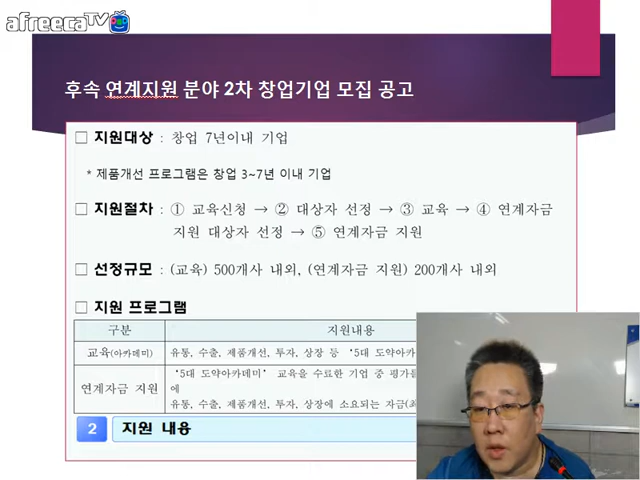 afreecaTV
후속 연계지원 분야 2차 창업기업 모집 공고
□ 지원대상 : 창업 7년이내 기업
* 제품개선 프로그램은 창업 3~7년 이내 기업
□ 지원절차 : ① 교육신청 → ② 대상자 선정 → ③ 교육 → ④ 연계자금
지원 대상자 선정 → ⑤ 연계자금 지원
□ 선정규모 : (교육) 500개사 내외, (연계자금 지원) 200개사 내외
□ 지원 프로그램
구분 지원내용
교육(아카데미) 유통, 수출, 제품개선, 투자, 상장 등 ‘5대 도약아카
연계자금 지원 ‘5대 도약아카데미’ 교육을 수료한 기업 중 평가를
에
유통, 수출, 제품개선, 투자, 상장에 소요되는 자금(
2 지원 내용